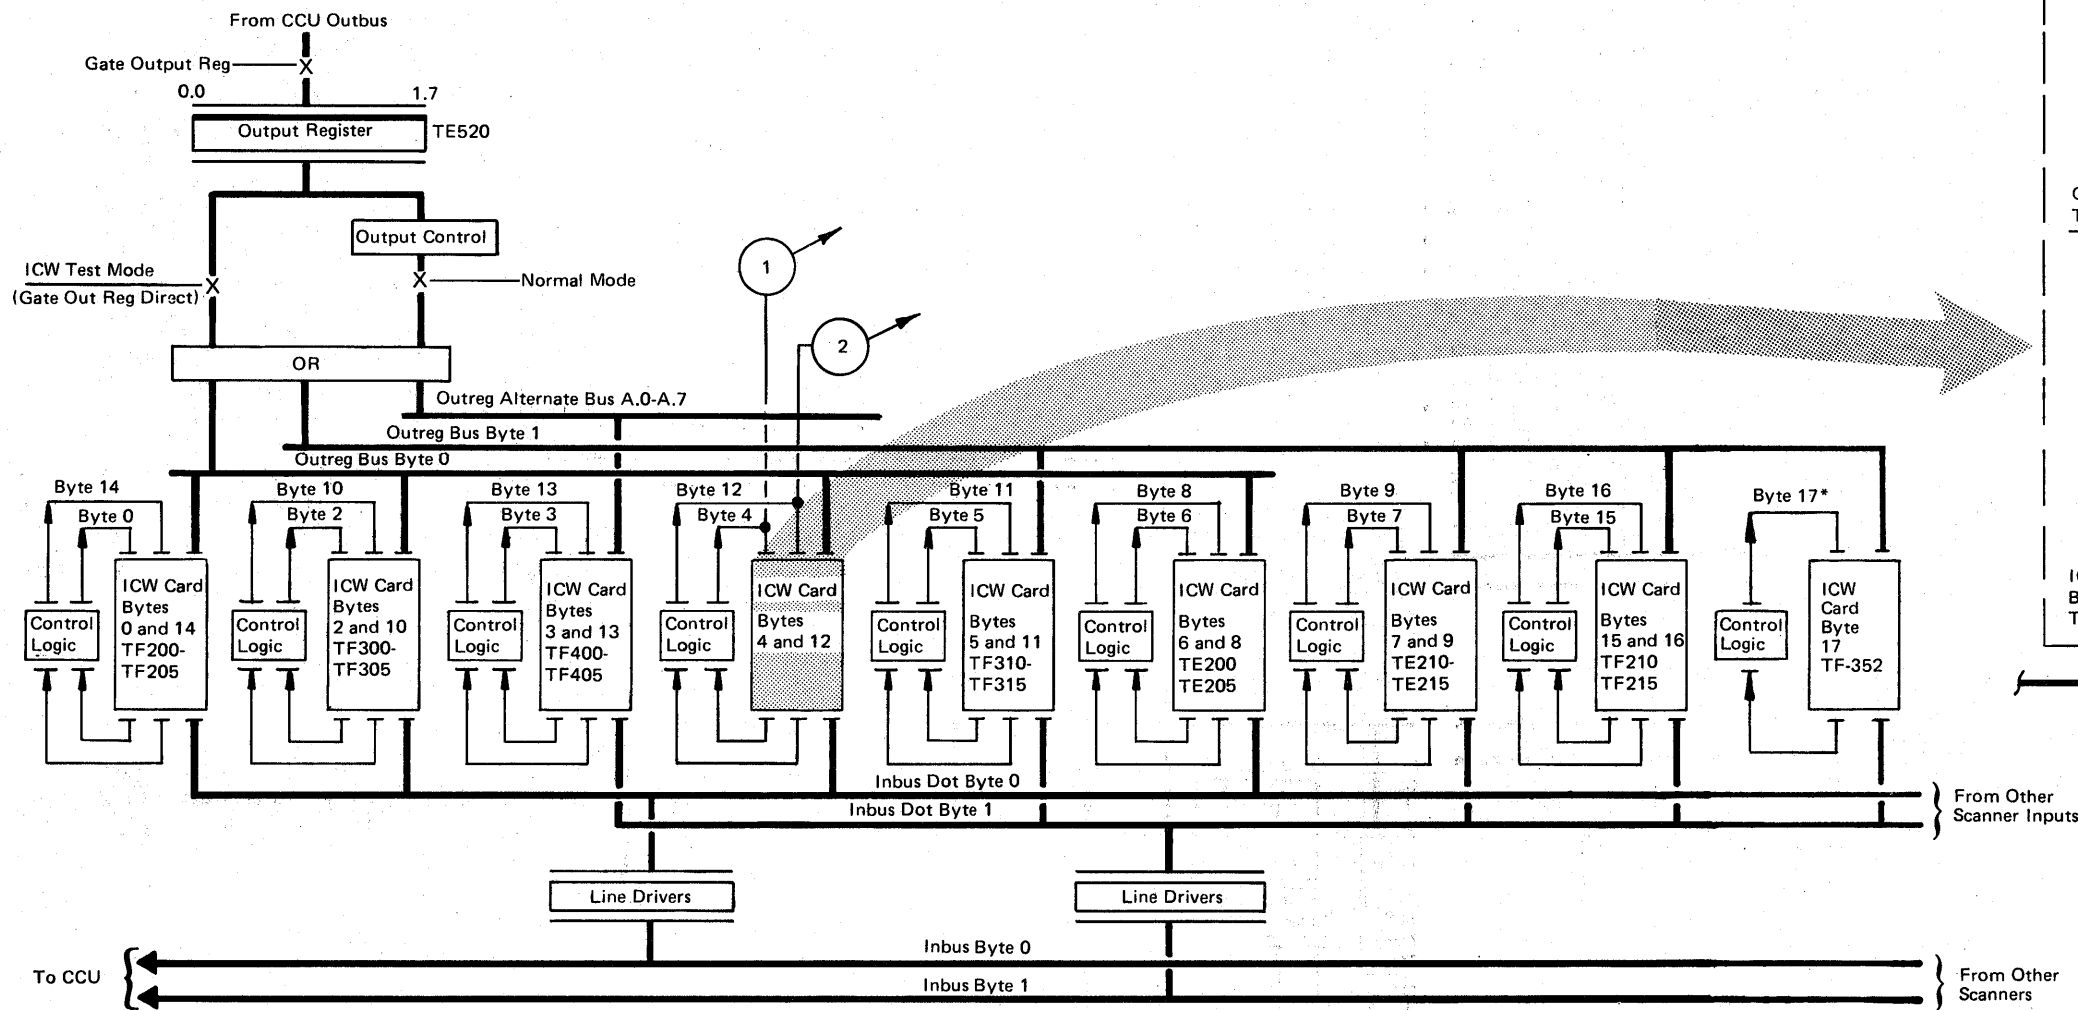 From CCU Outbus
Gate Output Reg
X
0.0
1.7
Output Register
TE520
Output Control
ICW Test Mode
(Gate Out Reg Direct)
X
X
Normal Mode
1
2
OR
Outreg Alternate Bus A.0-A.7
Outreg Bus Byte 1
Outreg Bus Byte 0
Byte 14
Byte 0
Byte 10
Byte 2
Byte 13
Byte 3
Byte 12
Byte 4
Byte 11
Byte 5
Byte 8
Byte 6
Byte 9
Byte 7
Byte 16
Byte 15
Byte 17*
Control
Logic
ICW Card
Bytes
0 and 14
TF200-
TF205
Control
Logic
ICW Card
Bytes
2 and 10
TF300-
TF305
Control
Logic
ICW Card
Bytes
3 and 13
TF400-
TF405
Control
Logic
ICW Card
Bytes
4 and 12
Control
Logic
ICW Card
Bytes
5 and 11
TF310-
TF315
Control
Logic
ICW Card
Bytes
6 and 8
TE200
TE205
Control
Logic
ICW Card
Bytes
7 and 9
TE210-
TE215
Control
Logic
ICW Card
Bytes
15 and 16
TF210
TF215
Control
Logic
ICW
Card
Byte
17
TF-352
Inbus Dot Byte 0
Inbus Dot Byte 1
From Other
Scanner Inputs
Line Drivers
Line Drivers
To CCU
Inbus Byte 0
Inbus Byte 1
From Other
Scanners